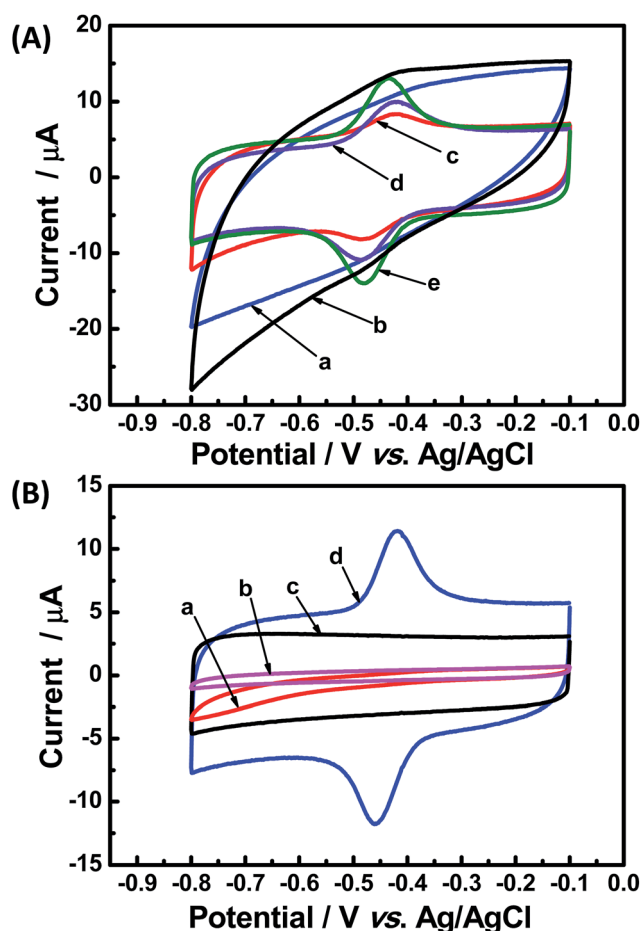 (A)
20
10
0
-10
-20
-30
Current / μA
c
d
e
b
a
-0.9 -0.8 -0.7 -0.6 -0.5 -0.4 -0.3 -0.2 -0.1 0.0
Potential / V vs. Ag/AgCl
(B)
15
10
5
0
-5
-10
-15
Current / μA
d
c
b
a
-0.9 -0.8 -0.7 -0.6 -0.5 -0.4 -0.3 -0.2 -0.1 0.0
Potential / V vs. Ag/AgCl